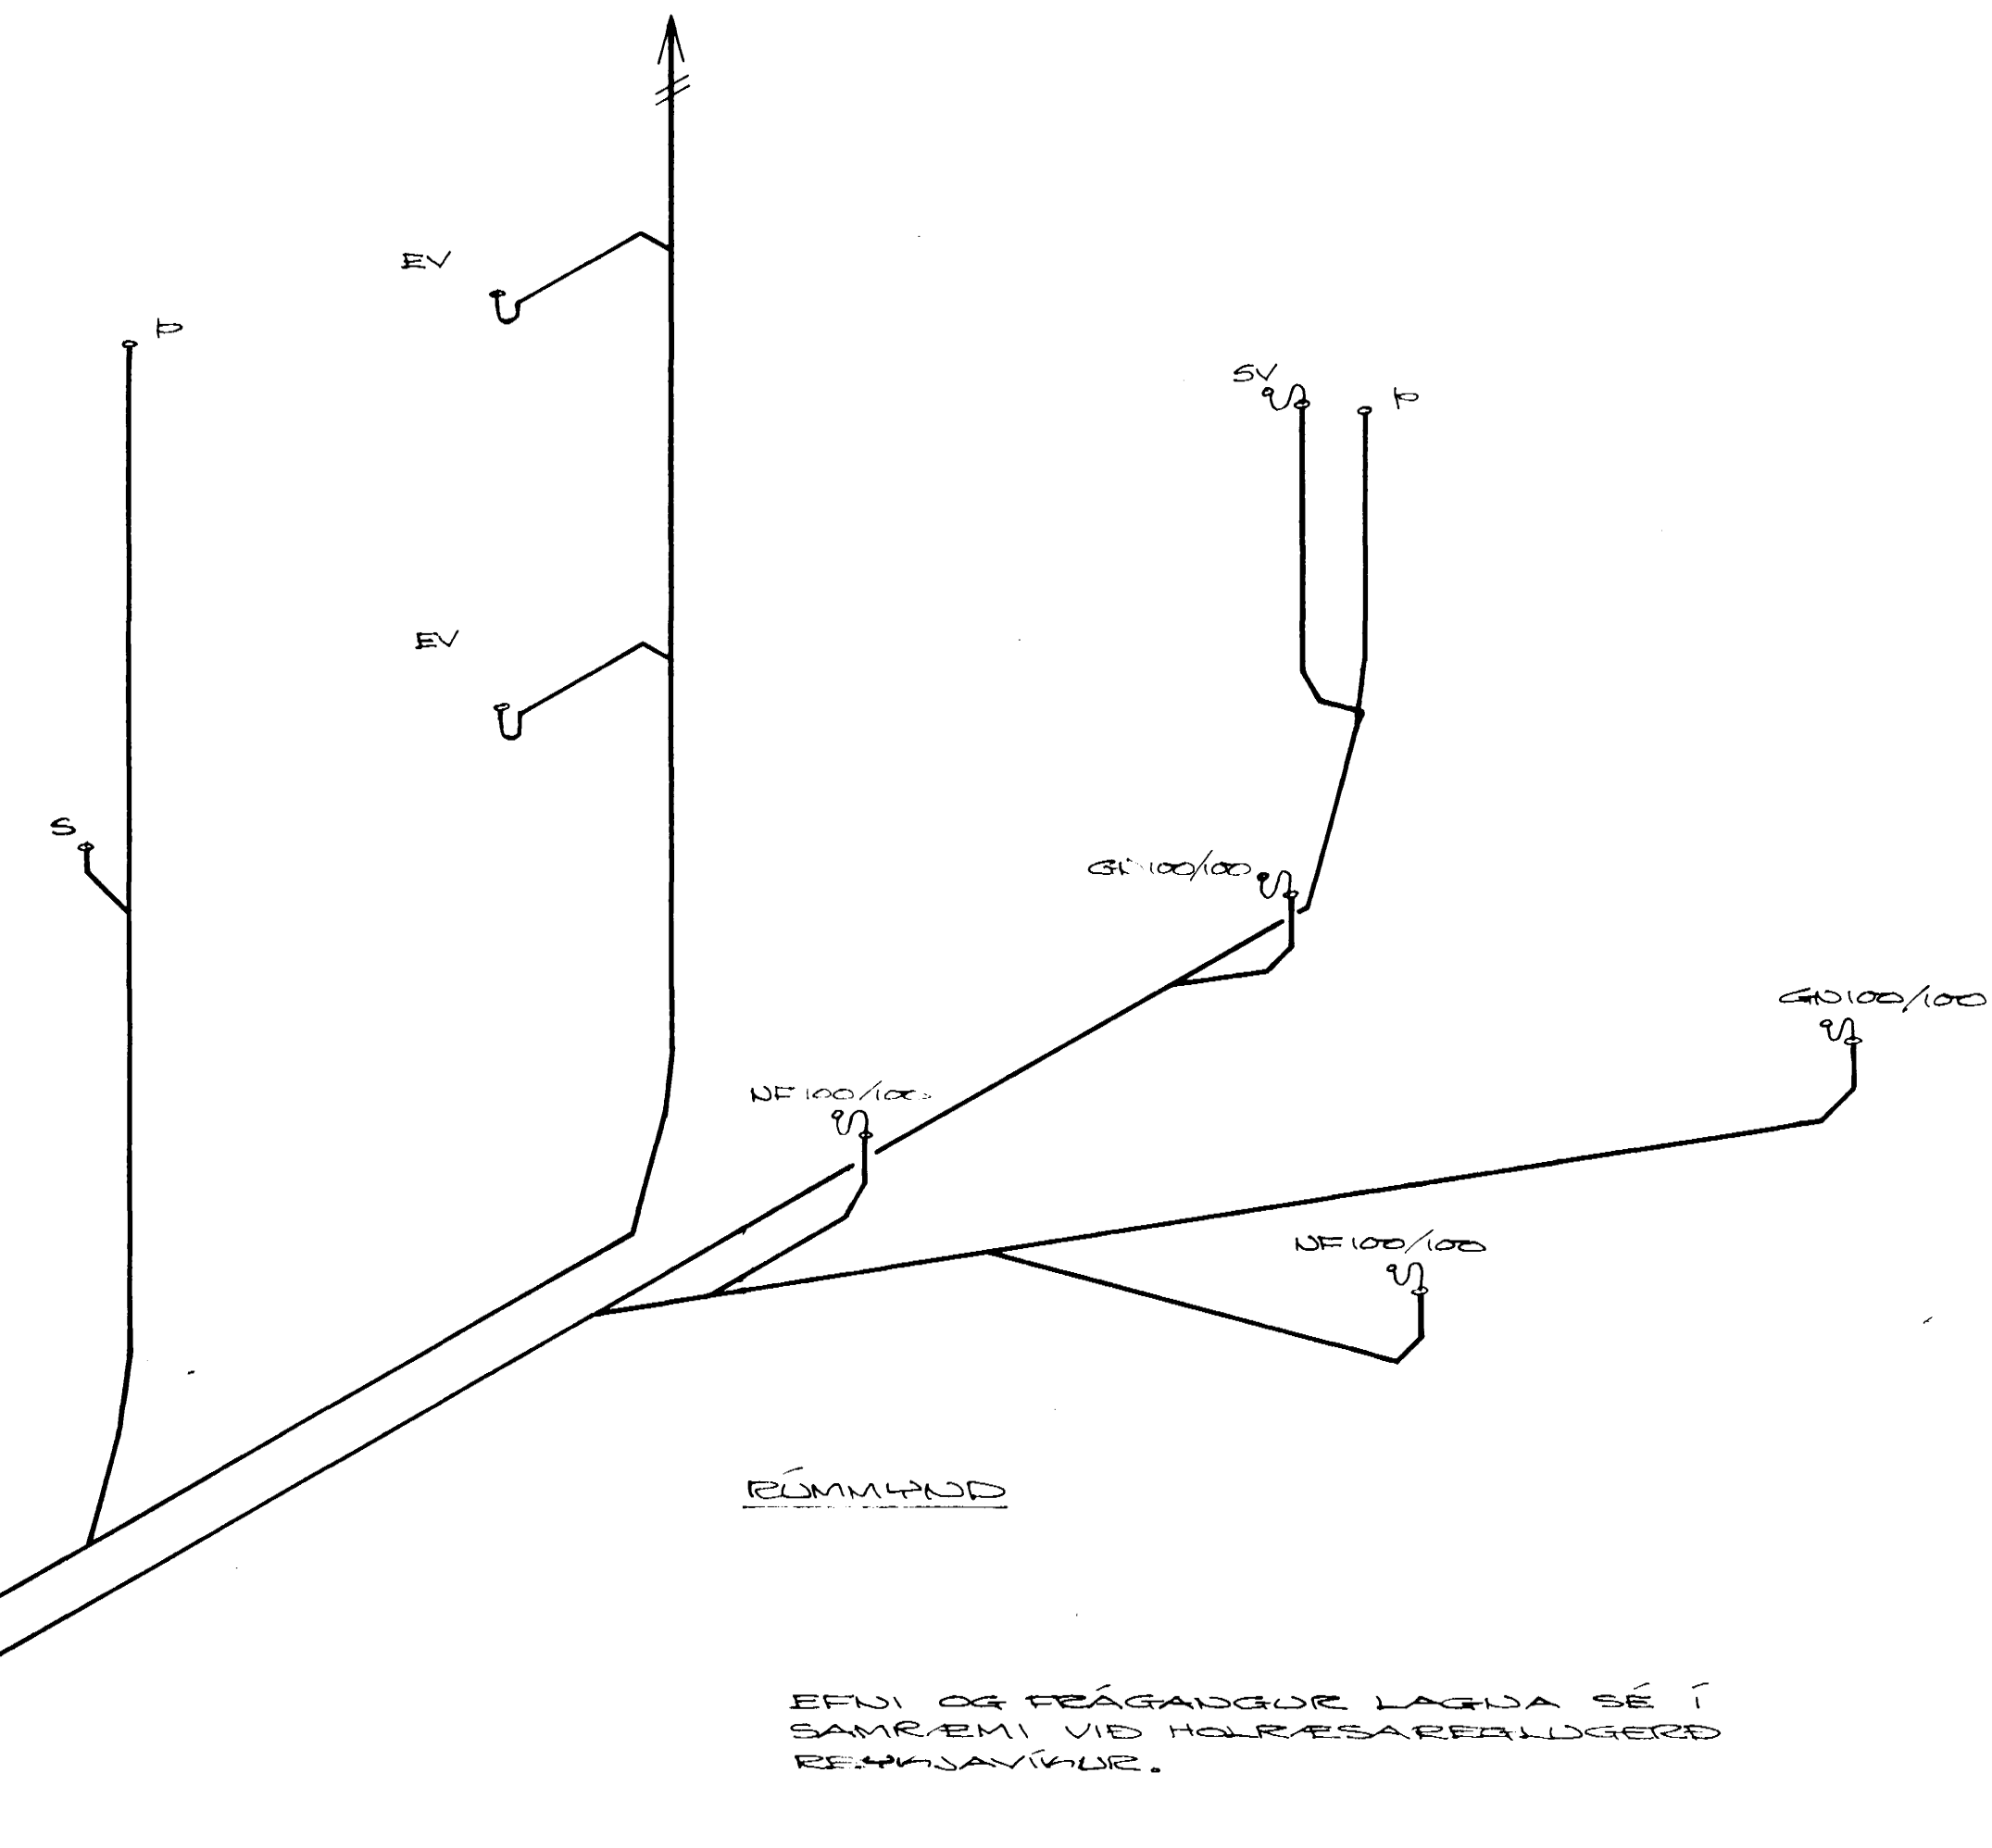 EV
Þ
SV
Þ
EV
S
GN100/100
GN100/100
NF100/100
NF100/100
RÚMMYND
EFNI OG FRÁGANGUR LAGNA SÉ Í
SAMRÆMI VIÐ HOLRÆSAREGLUGERÐ
REYKJAVÍKUR.